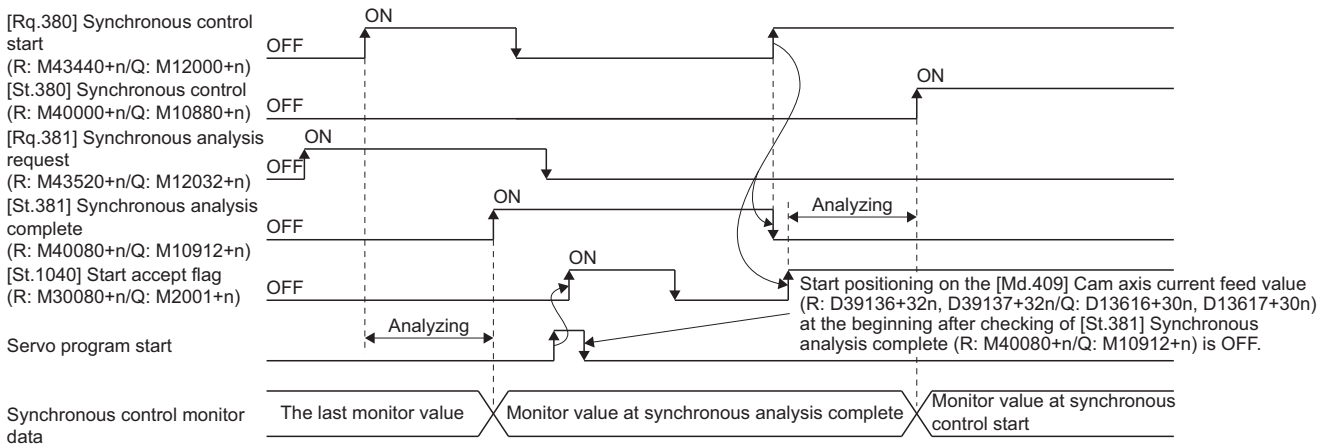 [Rq.380] Synchronous control
start
(R: M43440+n/Q: M12000+n)
OFF
ON
[St.380] Synchronous control
(R: M40000+n/Q: M10880+n)
OFF
ON
[Rq.381] Synchronous analysis
request
(R: M43520+n/Q: M12032+n)
OFF
ON
[St.381] Synchronous analysis
complete
(R: M40080+n/Q: M10912+n)
OFF
ON
Analyzing
[St.1040] Start accept flag
(R: M30080+n/Q: M2001+n)
OFF
ON
Start positioning on the [Md.409] Cam axis current feed value
(R: D39136+32n, D39137+32n/Q: D13616+30n, D13617+30n)
at the beginning after checking of [St.381] Synchronous
analysis complete (R: M40080+n/Q: M10912+n) is OFF.
Analyzing
Servo program start
Synchronous control monitor
data
The last monitor value
Monitor value at synchronous analysis complete
Monitor value at synchronous
control start